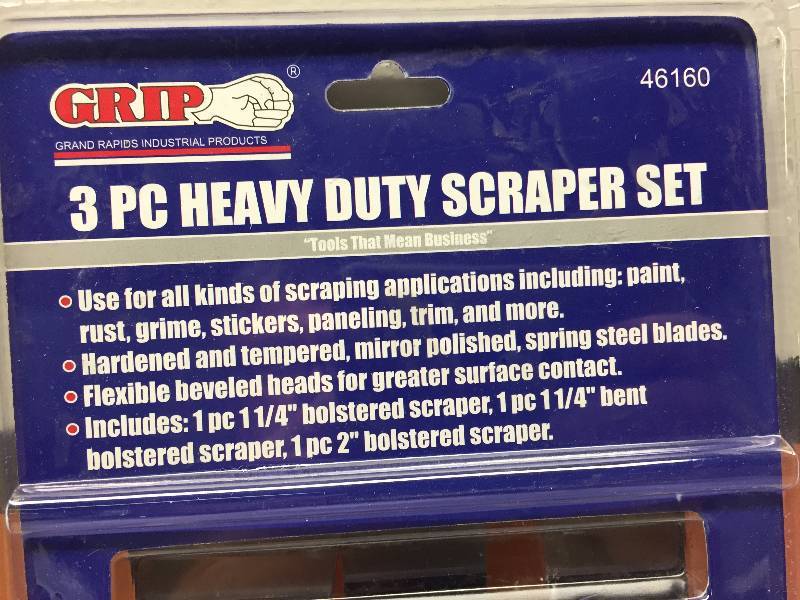 GRIP®
46160
GRAND RAPIDS INDUSTRIAL PRODUCTS
3 PC HEAVY DUTY SCRAPER SET
"Tools That Mean Business"
• Use for all kinds of scraping applications including: paint,
rust, grime, stickers, paneling, trim, and more.
• Hardened and tempered, mirror polished, spring steel blades.
• Flexible beveled heads for greater surface contact.
• Includes: 1 pc 1 1/4" bolstered scraper, 1 pc 1 1/4" bent
bolstered scraper, 1 pc 2" bolstered scraper.